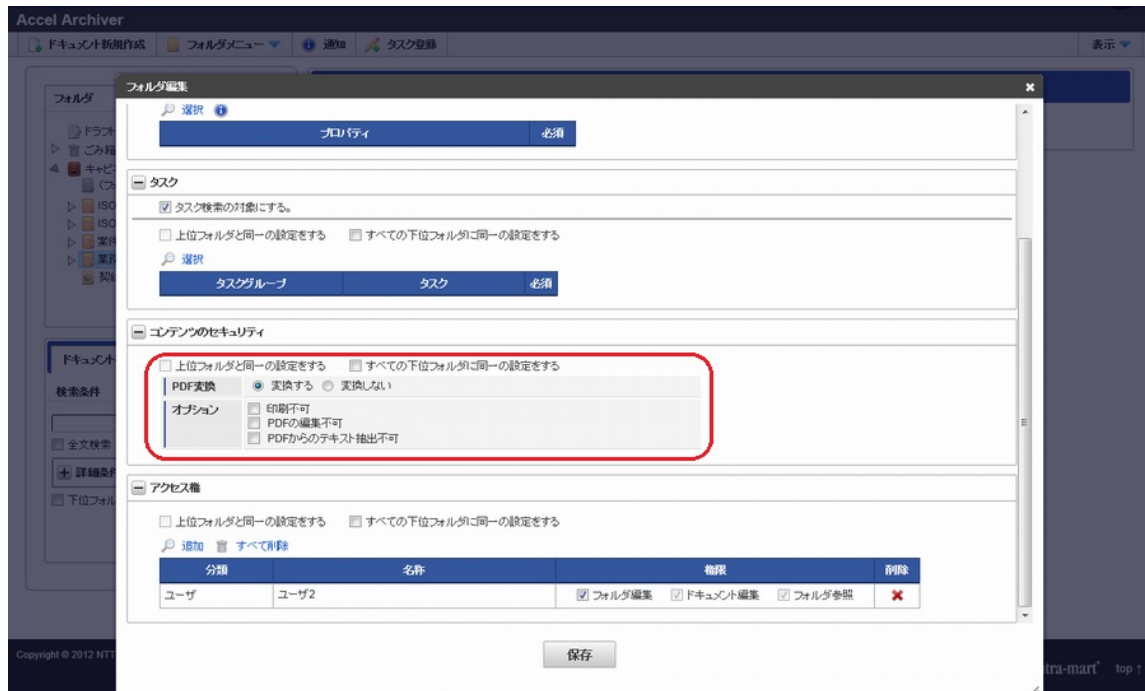 Accel Archiver
ドキュメント新規作成 フォルダメニュー 通知 タスク登録 表示
フォルダ編集
フォルダ
選択
プロパティ 必須
ドラフト
ごみ箱
キャビネ
タスク
タスク検索の対象にする。
ISO
ISO
案件
業務
契約
上位フォルダと同一の設定をする すべての下位フォルダに同一の設定をする
選択
タスクグループ タスク 必須
コンテンツのセキュリティ
上位フォルダと同一の設定をする すべての下位フォルダに同一の設定をする
PDF変換 変換する 変換しない
オプション 印刷不可
PDFの編集不可
PDFからのテキスト抽出不可
ドキュメント
検索条件
全文検索
詳細条件
下位フォル
アクセス権
上位フォルダと同一の設定をする すべての下位フォルダに同一の設定をする
追加 すべて削除
分類 名称 権限 削除
ユーザ ユーザ2 フォルダ編集 ドキュメント編集 フォルダ参照
保存
Copyright © 2012 NTT
tra-mart top ↑